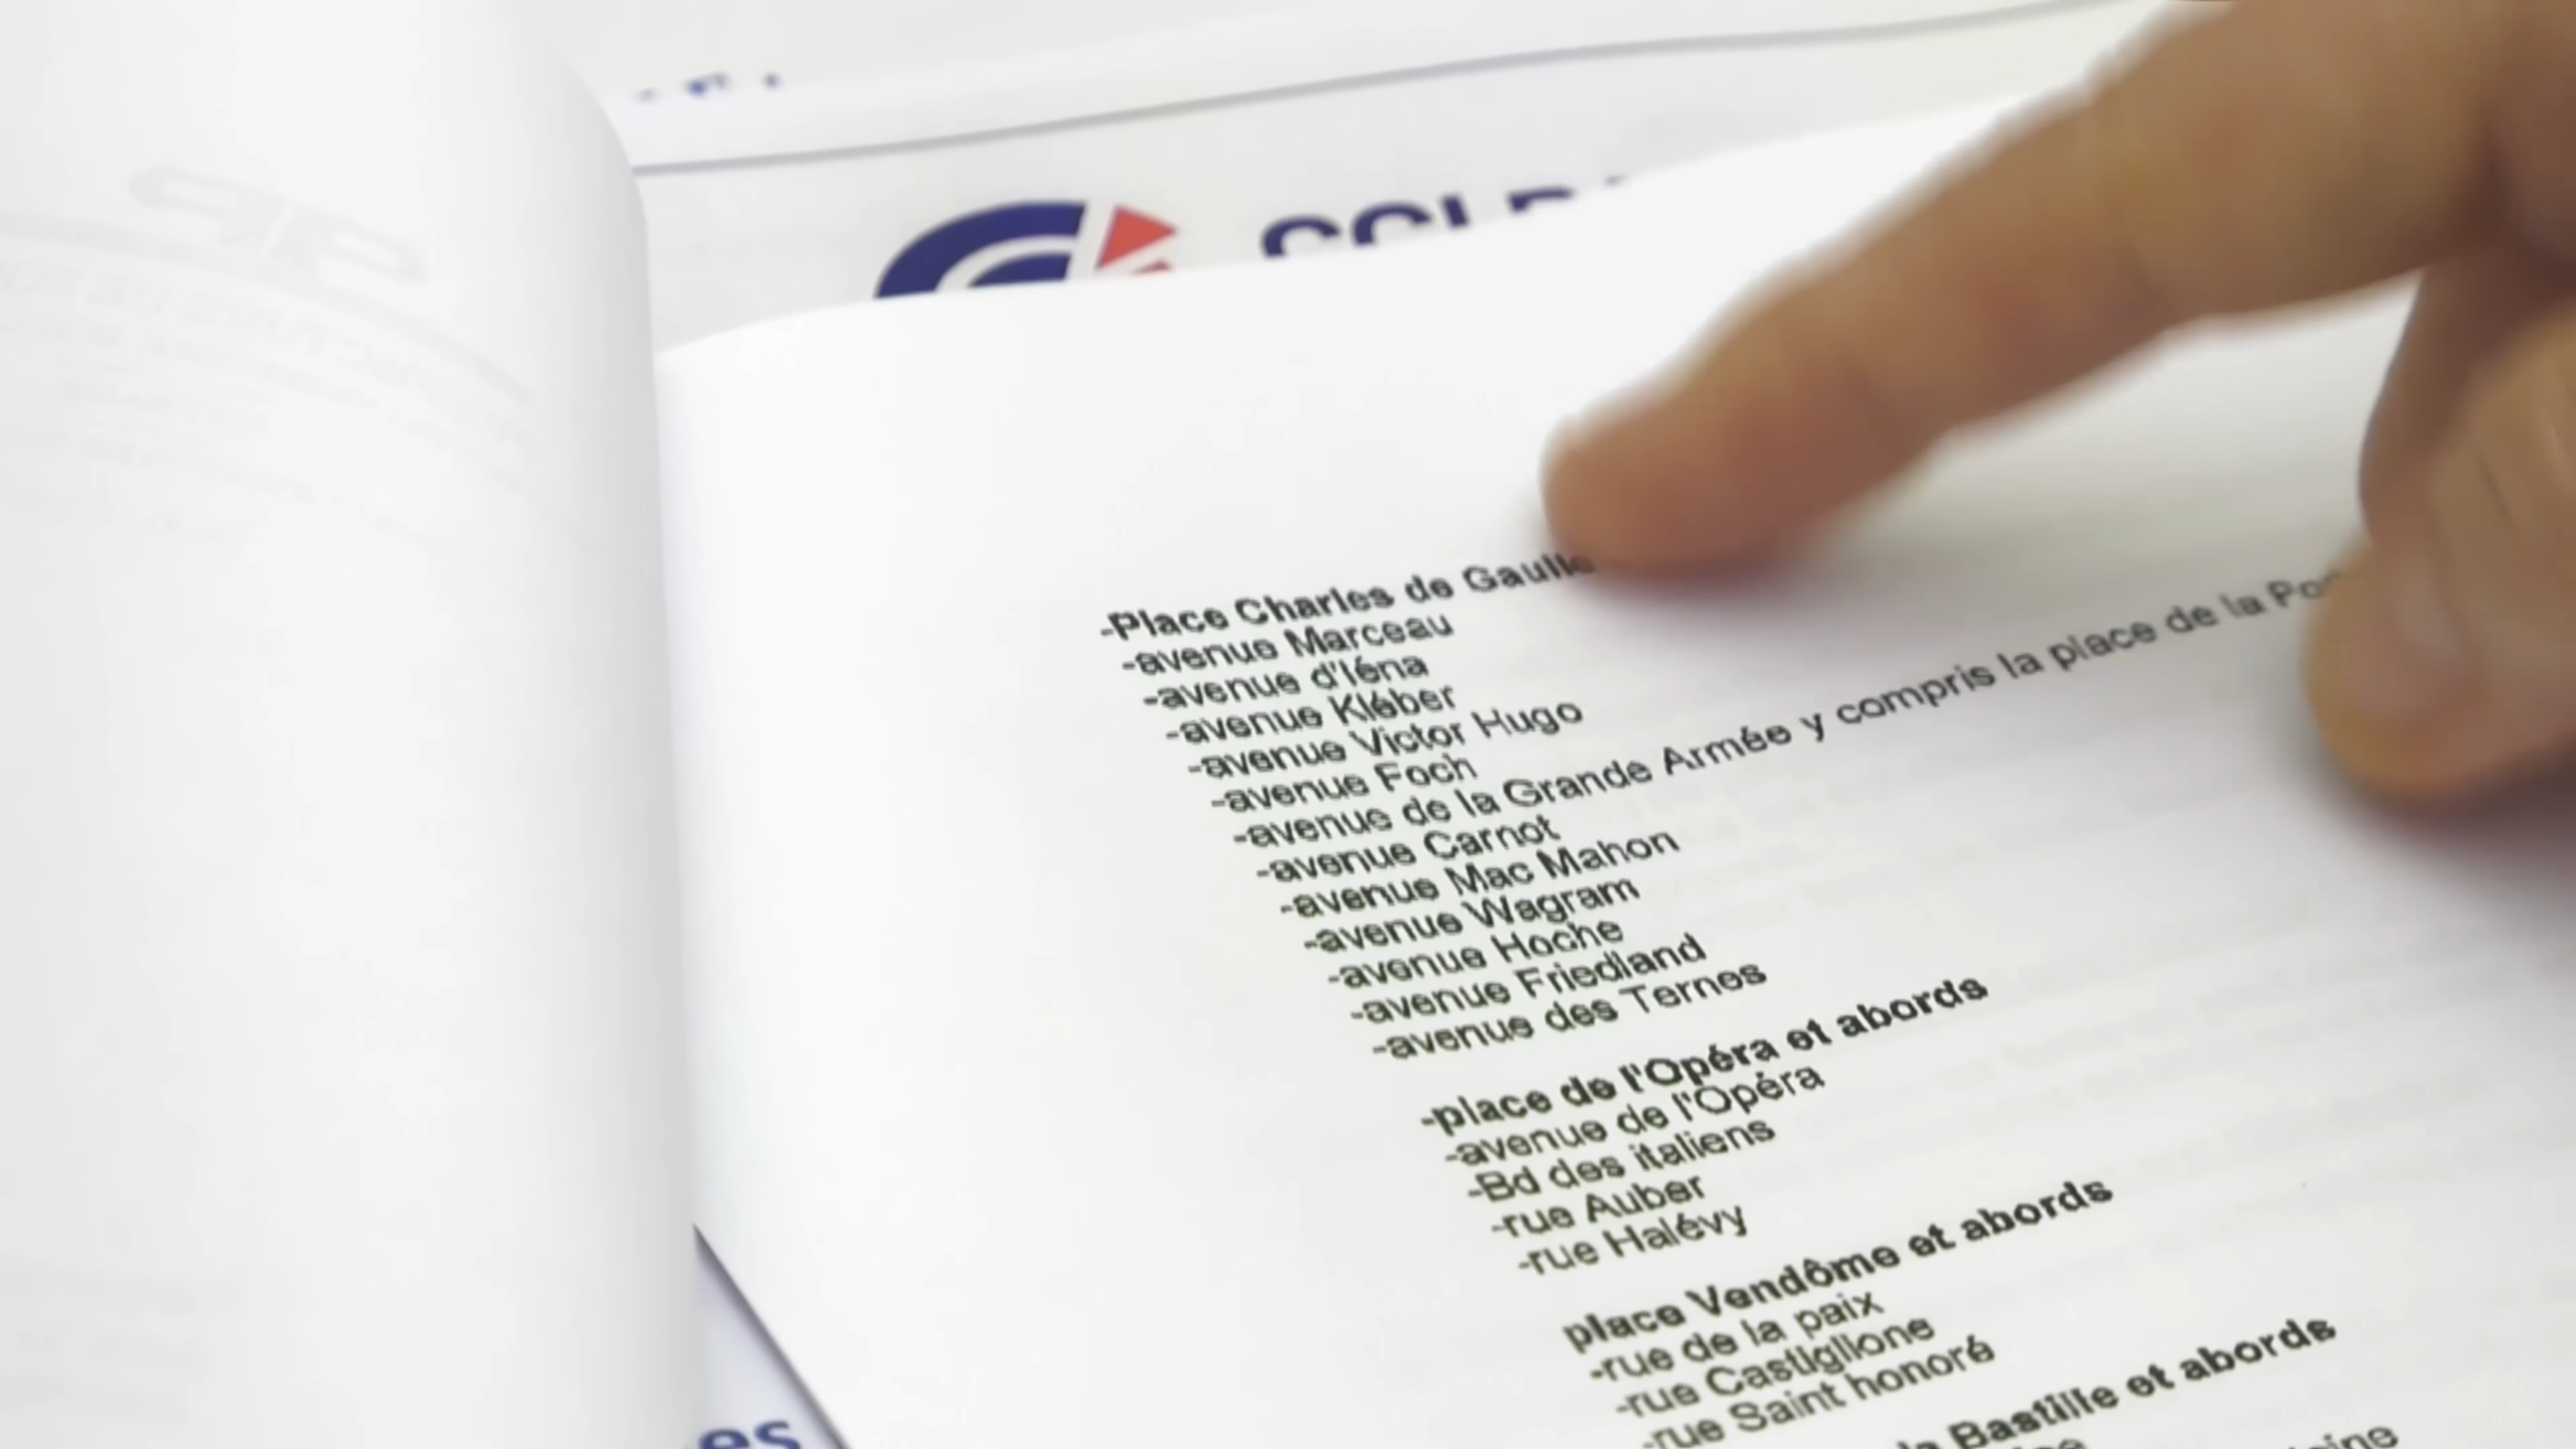 CCI
-Place Charles de Gaulle
-avenue Marceau
-avenue d'Iéna
-avenue Kléber
-avenue Victor Hugo
-avenue Foch
-avenue de la Grande Armée y compris la place de la
-avenue Carnot
-avenue Mac Mahon
-avenue Wagram
-avenue Hoche
-avenue Friedland
-avenue des Ternes
-place de l'Opéra et abords
-avenue de l'Opéra
-Bd des italiens
-rue Auber
-rue Halévy
place Vendôme et abords
-rue de la paix
-rue Castiglione
-rue Saint honoré
Bastille et abords